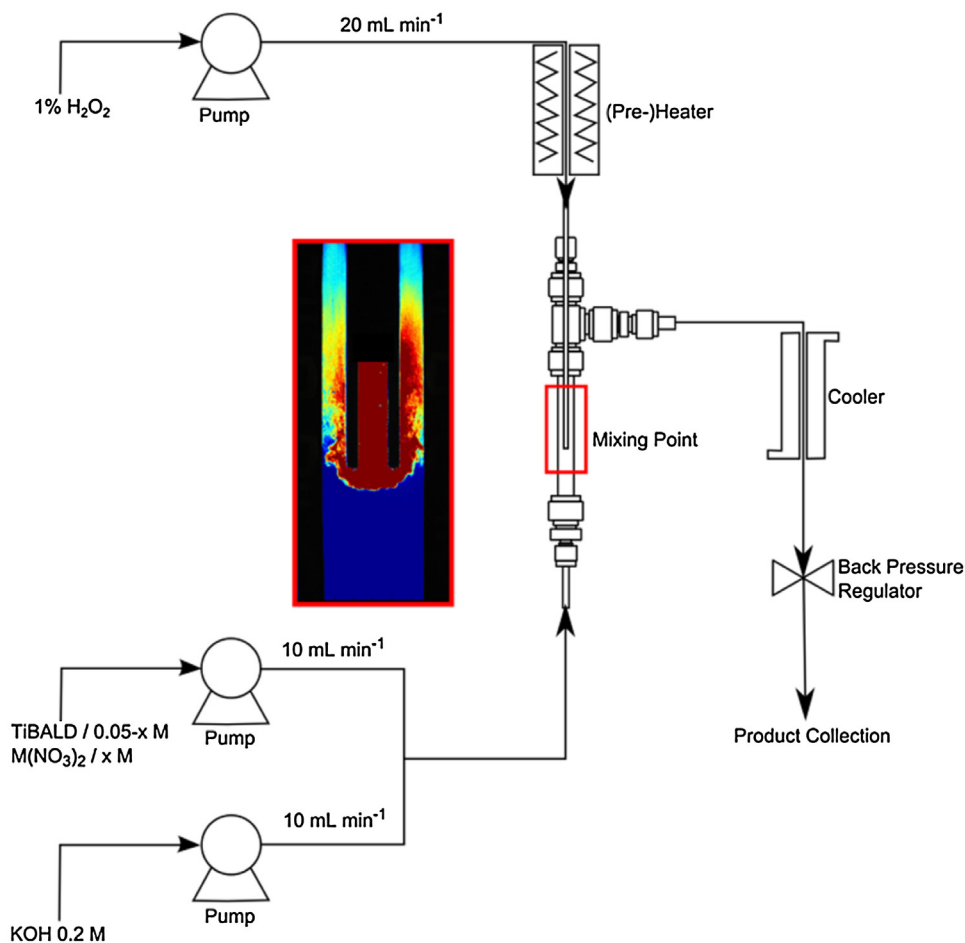 20 mL min⁻¹
1% H₂O₂
Pump
(Pre-)Heater
Cooler
Mixing Point
Back Pressure
Regulator
10 mL min⁻¹
TiBALD / 0.05-x M
M(NO₃)₂ / x M
Pump
Product Collection
10 mL min⁻¹
Pump
KOH 0.2 M